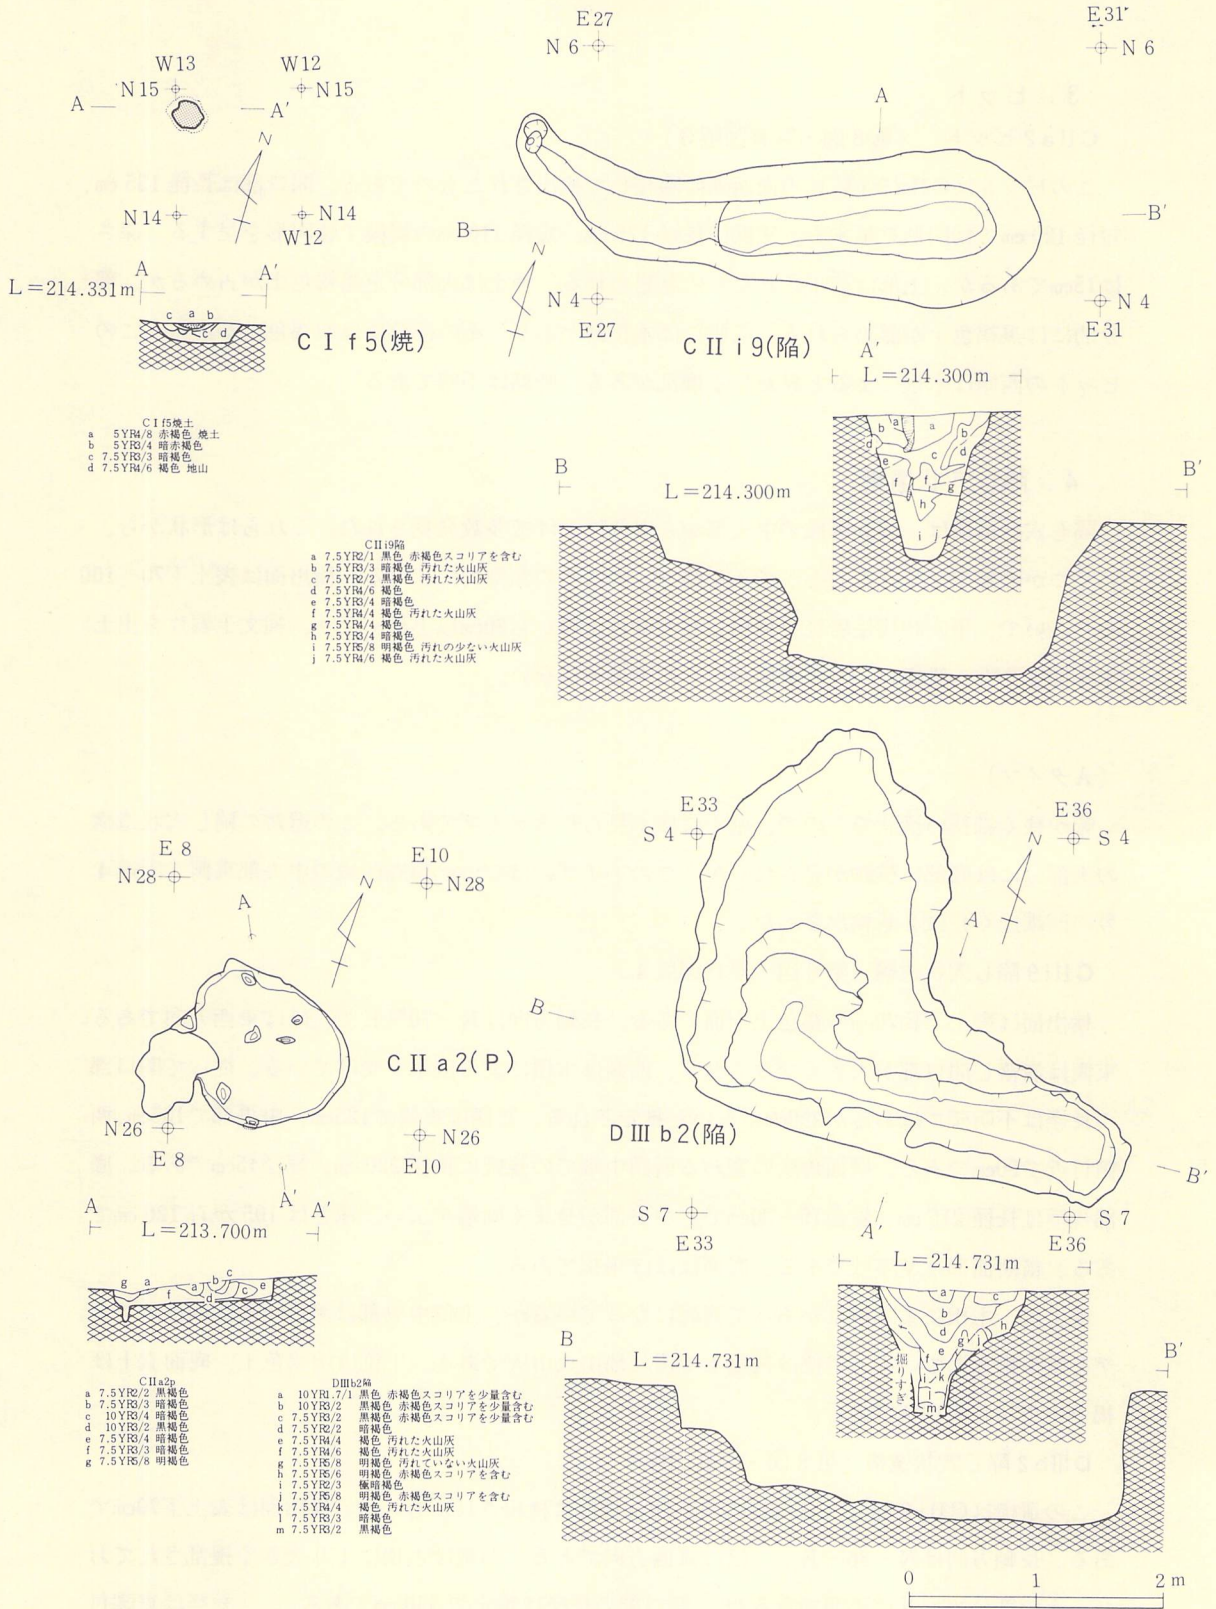 W13
W12
N15
N15
A
A'
N
N14
N14
W12
A
A'
L=214.331m
c a b
c d
C I f5(焼)
C I f5焼土
a 5YR4/8 赤褐色 焼土
b 5YR3/4 暗赤褐色
c 7.5YR3/3 暗褐色
d 7.5YR4/6 褐色 地山
E27
N 6
E31
N 6
A
B
B'
N
N 4
E27
N 4
E31
A'
C II i 9(陥)
L=214.300m
a
a
b
b
c
d
d
e
f
f
g
h
i
j
B
B'
L=214.300m
C II i9陥
a 7.5YR2/1 黒色 赤褐色スコリアを含む
b 7.5YR3/3 暗褐色 汚れた火山灰
c 7.5YR2/2 黒褐色 汚れた火山灰
d 7.5YR4/6 褐色
e 7.5YR3/4 暗褐色
f 7.5YR4/4 褐色 汚れた火山灰
g 7.5YR4/4 褐色
h 7.5YR3/4 暗褐色
i 7.5YR5/8 明褐色 汚れの少ない火山灰
j 7.5YR4/6 褐色 汚れた火山灰
E 8
N28
E10
N28
A
N
C II a 2(P)
N26
E 8
N26
E10
A'
A
A'
L=213.700m
g a
f
a b c
d c e
C II a2p
a 7.5YR2/2 黒褐色
b 7.5YR3/3 暗褐色
c 10YR3/4 暗褐色
d 10YR3/2 黒褐色
e 7.5YR3/4 暗褐色
f 7.5YR3/3 暗褐色
g 7.5YR5/8 明褐色
E33
S 4
E36
S 4
N
A
B
B'
D III b 2(陥)
S 7
E33
S 7
E36
A'
L=214.731m
a
c
b
d
h
e
g
j
f
i
k
m
掘りすぎ
B
B'
L=214.731m
DIIIb2陥
a 10YR1.7/1 黒色 赤褐色スコリアを少量含む
b 10YR3/2 黒褐色 赤褐色スコリアを少量含む
c 7.5YR3/2 黒褐色 赤褐色スコリアを少量含む
d 7.5YR2/2 暗褐色
e 7.5YR4/4 褐色 汚れた火山灰
f 7.5YR4/6 褐色 汚れた火山灰
g 7.5YR5/8 明褐色 汚れていない火山灰
h 7.5YR5/6 明褐色 赤褐色スコリアを含む
i 7.5YR2/3 極暗褐色
j 7.5YR5/8 明褐色 赤褐色スコリアを含む
k 7.5YR4/4 褐色 汚れた火山灰
l 7.5YR3/3 暗褐色
m 7.5YR3/2 黒褐色
0 1 2 m